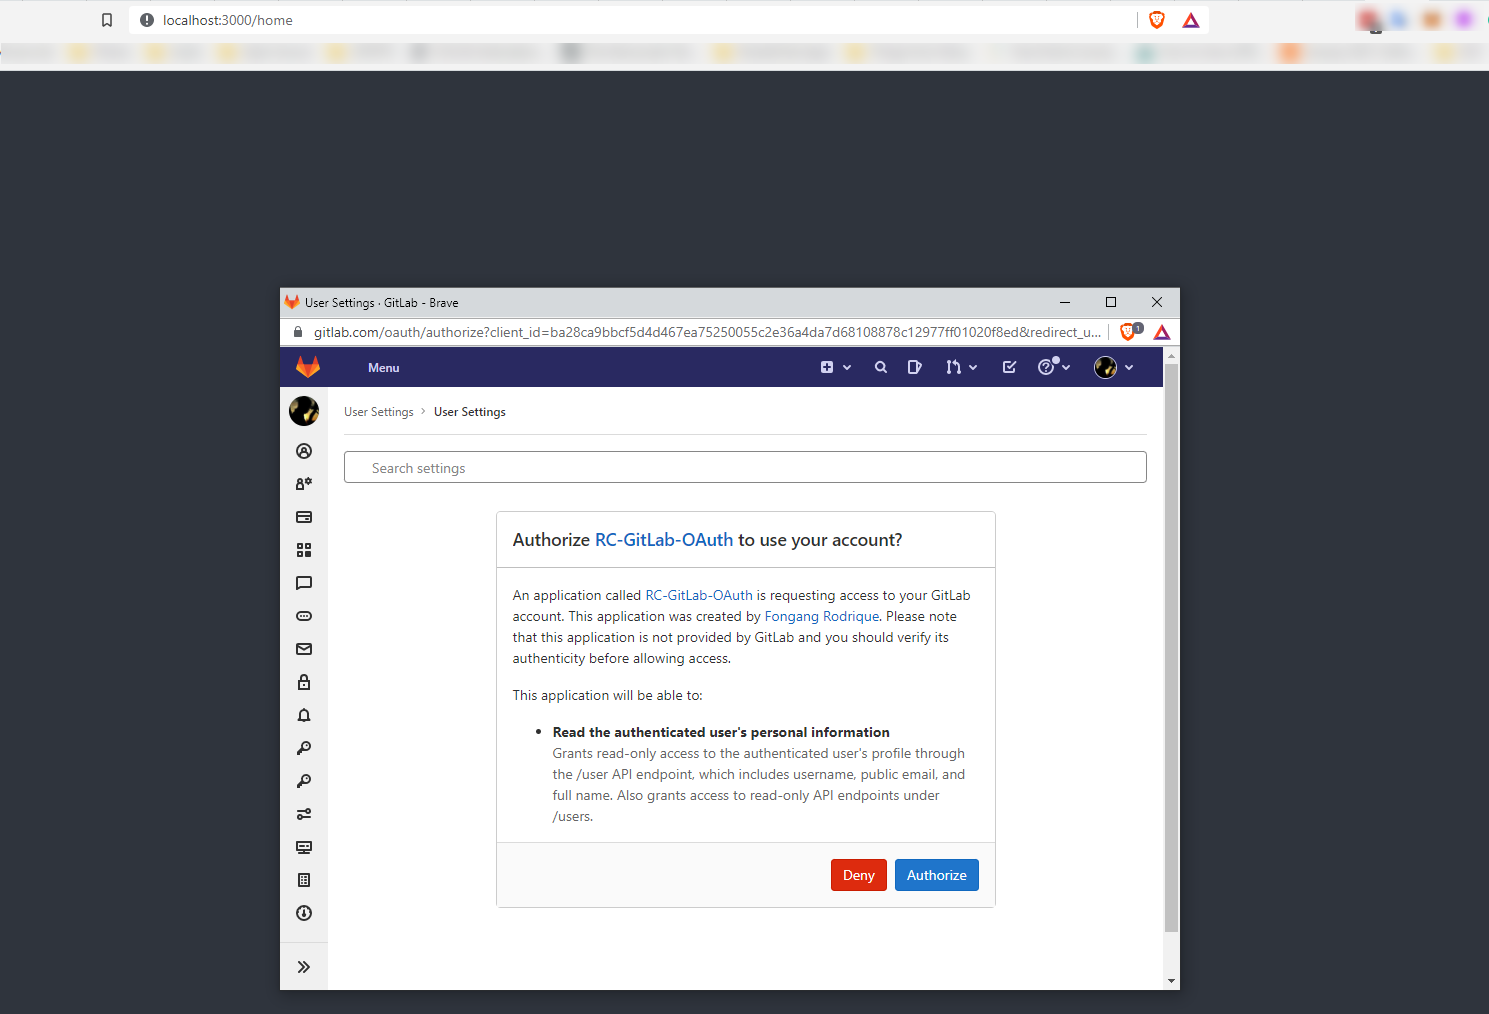 localhost:3000/home
User Settings · GitLab - Brave
gitlab.com/oauth/authorize?client_id=ba28ca9bbcf5d4d467ea75250055c2e36a4da7d68108878c12977ff01020f8ed&redirect_u...
1
Menu
User Settings › User Settings
Search settings
Authorize RC-GitLab-OAuth to use your account?
An application called RC-GitLab-OAuth is requesting access to your GitLab
account. This application was created by Fongang Rodrique. Please note
that this application is not provided by GitLab and you should verify its
authenticity before allowing access.
This application will be able to:
• Read the authenticated user's personal information
Grants read-only access to the authenticated user's profile through
the /user API endpoint, which includes username, public email, and
full name. Also grants access to read-only API endpoints under
/users.
Deny
Authorize